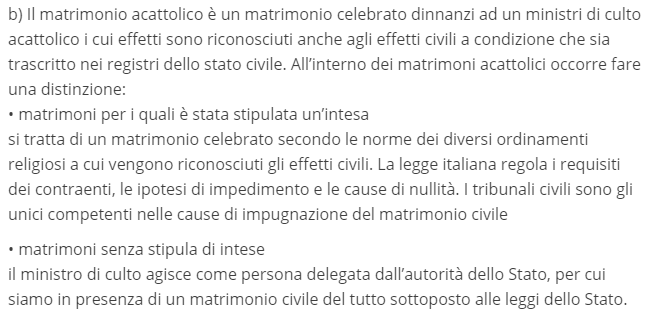 b) Il matrimonio acattolico è un matrimonio celebrato dinnanzi ad un ministri di culto
acattolico i cui effetti sono riconosciuti anche agli effetti civili a condizione che sia
trascritto nei registri dello stato civile. All’interno dei matrimoni acattolici occorre fare
una distinzione:
• matrimoni per i quali è stata stipulata un’intesa
si tratta di un matrimonio celebrato secondo le norme dei diversi ordinamenti
religiosi a cui vengono riconosciuti gli effetti civili. La legge italiana regola i requisiti
dei contraenti, le ipotesi di impedimento e le cause di nullità. I tribunali civili sono gli
unici competenti nelle cause di impugnazione del matrimonio civile
• matrimoni senza stipula di intese
il ministro di culto agisce come persona delegata dall’autorità dello Stato, per cui
siamo in presenza di un matrimonio civile del tutto sottoposto alle leggi dello Stato.